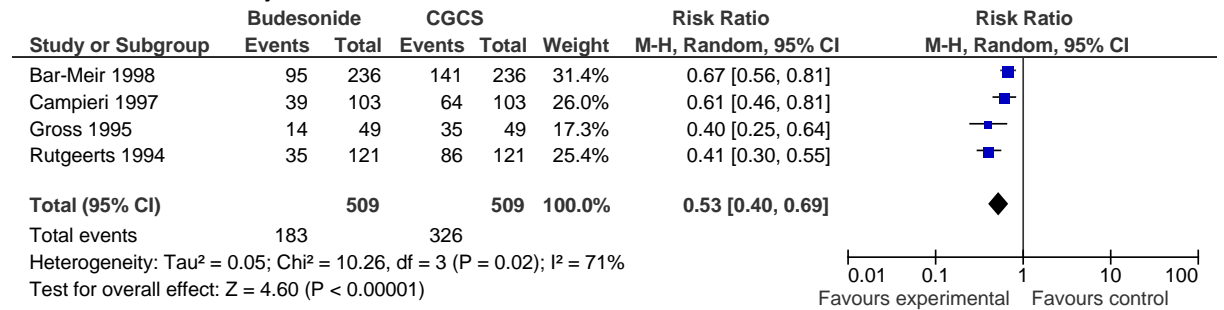 Budesonide CGCS Risk Ratio Risk Ratio
Study or Subgroup Events Total Events Total Weight M-H, Random, 95% CI M-H, Random, 95% CI
Bar-Meir 1998 95 236 141 236 31.4% 0.67 [0.56, 0.81]
Campieri 1997 39 103 64 103 26.0% 0.61 [0.46, 0.81]
Gross 1995 14 49 35 49 17.3% 0.40 [0.25, 0.64]
Rutgeerts 1994 35 121 86 121 25.4% 0.41 [0.30, 0.55]
Total (95% CI) 509 509 100.0% 0.53 [0.40, 0.69]
Total events 183 326
Heterogeneity: Tau² = 0.05; Chi² = 10.26, df = 3 (P = 0.02); I² = 71%
Test for overall effect: Z = 4.60 (P < 0.00001)
0.01 0.1 1 10 100
Favours experimental Favours control